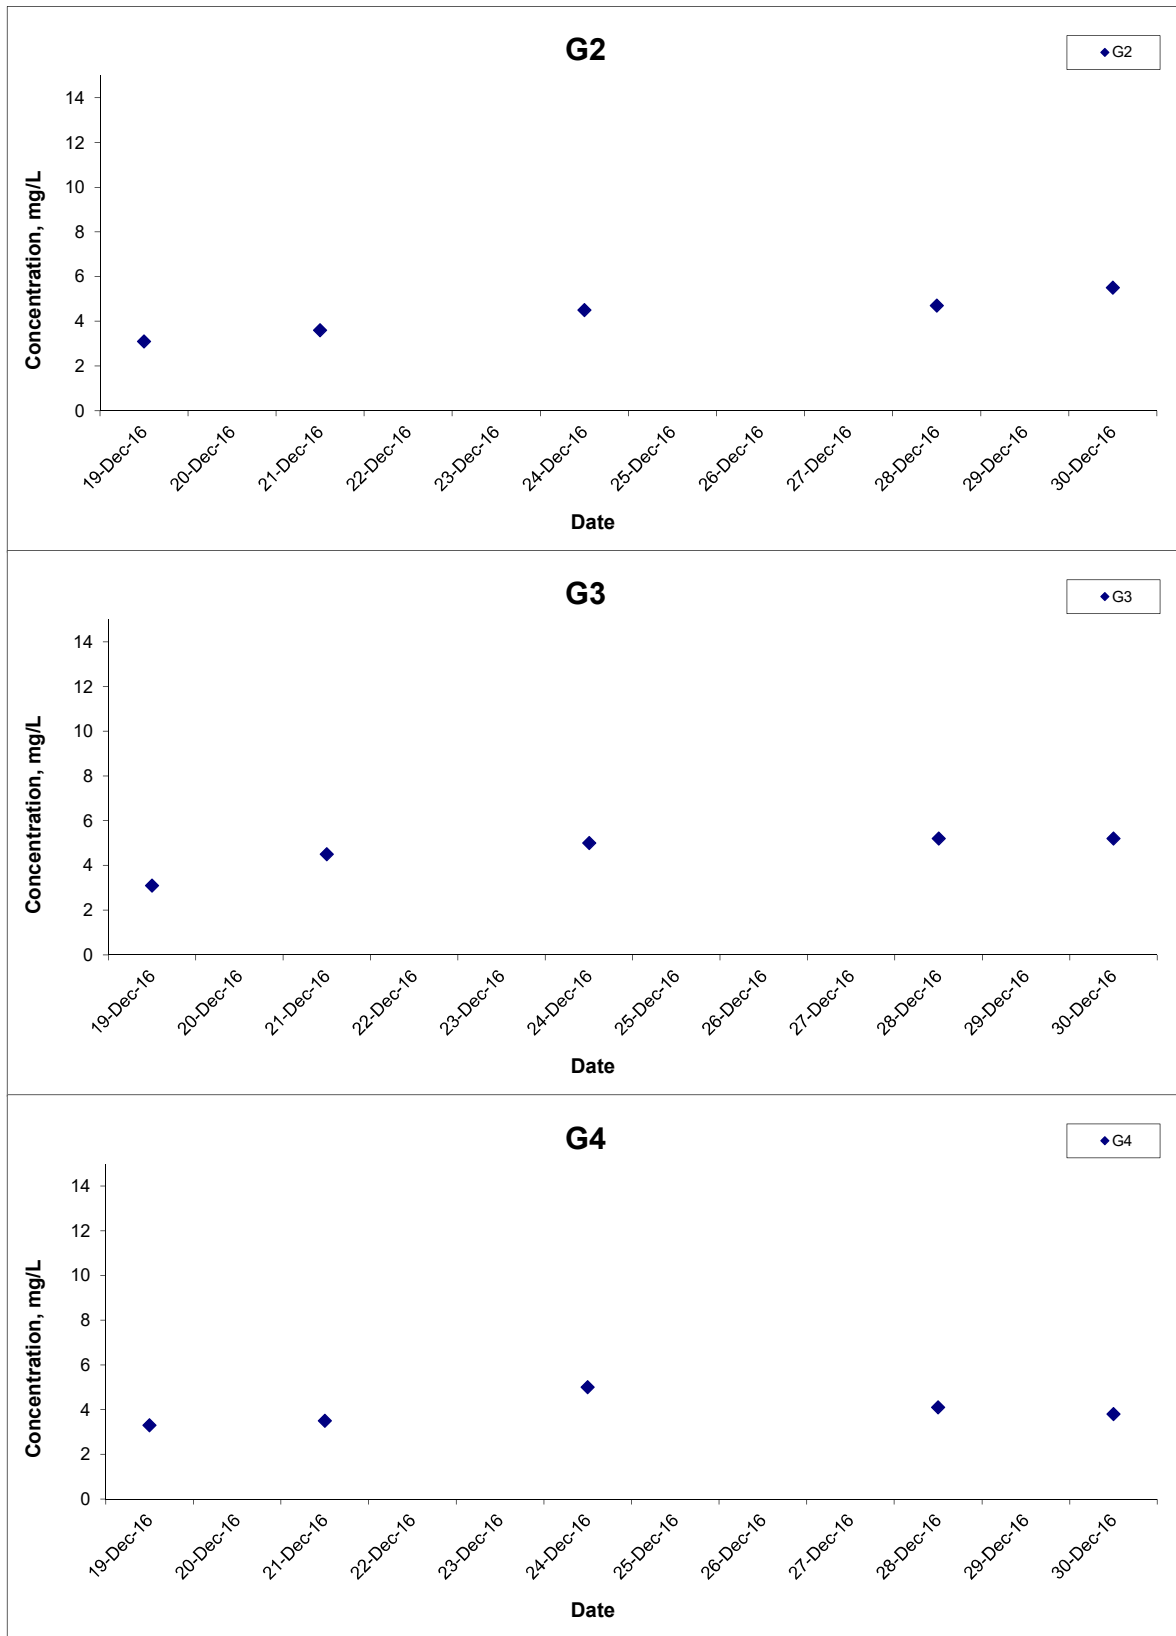 G2
G2
14
12
10
8
6
4
2
0
Concentration, mg/L
19-Dec-16
20-Dec-16
21-Dec-16
22-Dec-16
23-Dec-16
24-Dec-16
25-Dec-16
26-Dec-16
27-Dec-16
28-Dec-16
29-Dec-16
30-Dec-16
Date
G3
G3
14
12
10
8
6
4
2
0
Concentration, mg/L
19-Dec-16
20-Dec-16
21-Dec-16
22-Dec-16
23-Dec-16
24-Dec-16
25-Dec-16
26-Dec-16
27-Dec-16
28-Dec-16
29-Dec-16
30-Dec-16
Date
G4
G4
14
12
10
8
6
4
2
0
Concentration, mg/L
19-Dec-16
20-Dec-16
21-Dec-16
22-Dec-16
23-Dec-16
24-Dec-16
25-Dec-16
26-Dec-16
27-Dec-16
28-Dec-16
29-Dec-16
30-Dec-16
Date